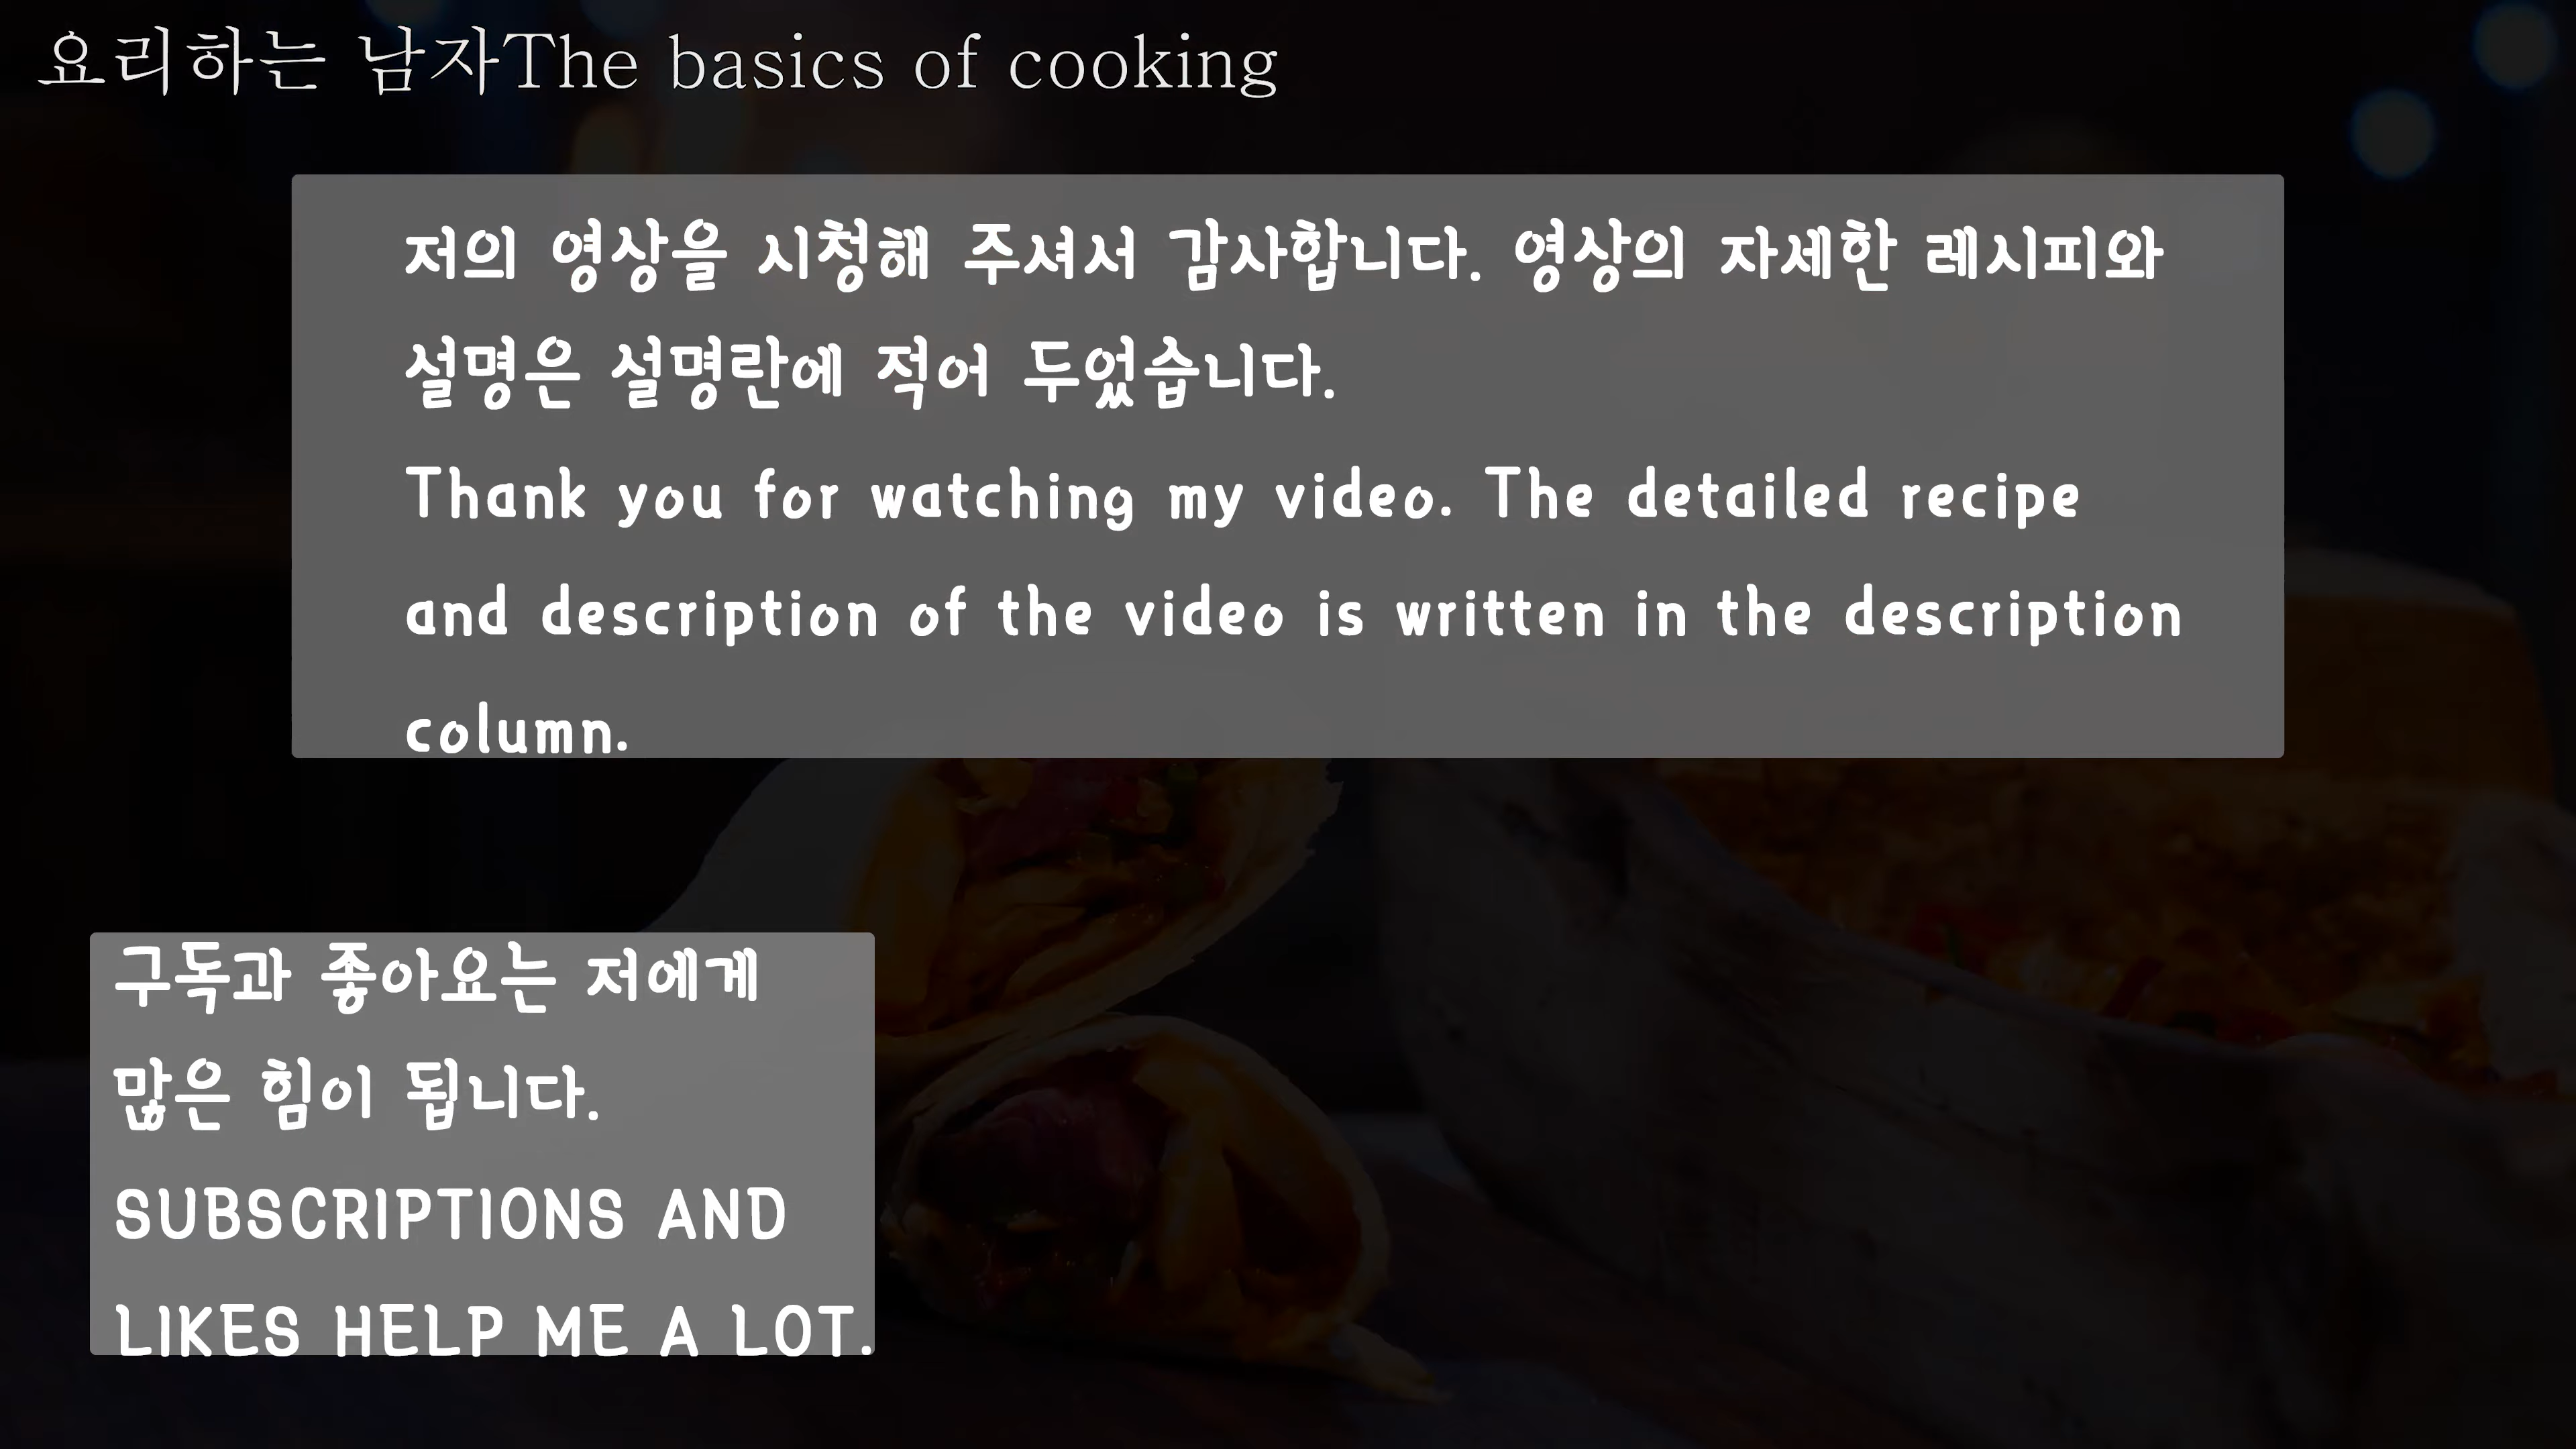 요리하는 남자The basics of cooking
저의 영상을 시청해 주셔서 감사합니다. 영상의 자세한 레시피와
설명은 설명란에 적어 두었습니다.
Thank you for watching my video. The detailed recipe
and description of the video is written in the description
column.
구독과 좋아요는 저에게
많은 힘이 됩니다.
SUBSCRIPTIONS AND
LIKES HELP ME A LOT.